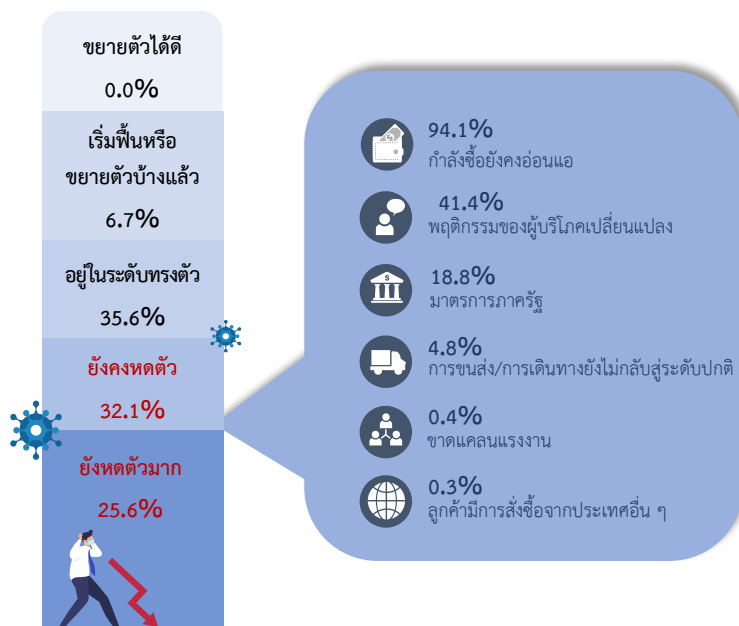 ขยายตัวได้ดี
0.0%
เริ่มฟื้นหรือ
ขยายตัวบ้างแล้ว
6.7%
อยู่ในระดับทรงตัว
35.6%
ยังคงหดตัว
32.1%
ยังหดตัวมาก
25.6%
94.1%
กำลังซื้อยังคงอ่อนแอ
41.4%
พฤติกรรมของผู้บริโภคเปลี่ยนแปลง
18.8%
มาตรการภาครัฐ
4.8%
การขนส่ง/การเดินทางยังไม่กลับสู่ระดับปกติ
0.4%
ขาดแคลนแรงงาน
0.3%
ลูกค้ามีการสั่งซื้อจากประเทศอื่น ๆ